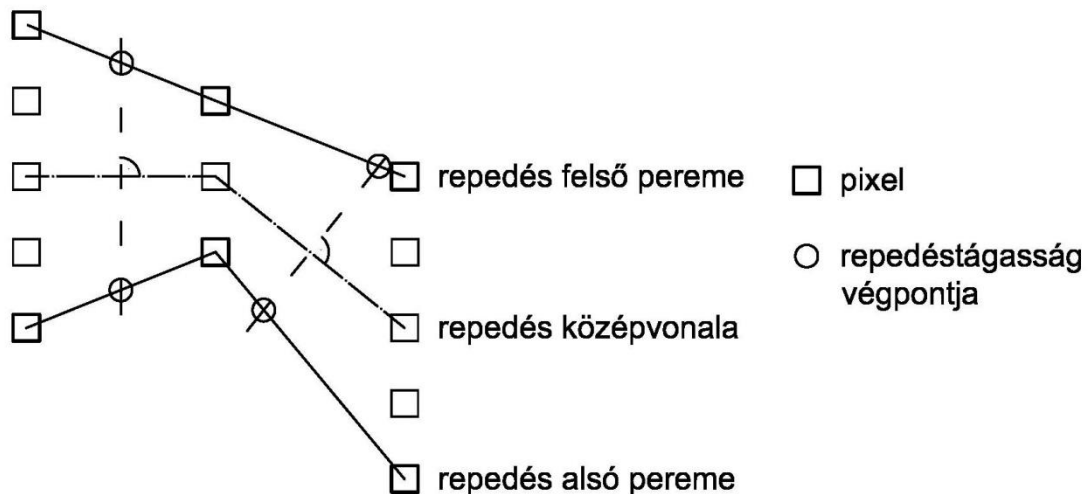 repedés felső pereme
pixel
repedéstágasság
végpontja
repedés középvonala
repedés alsó pereme